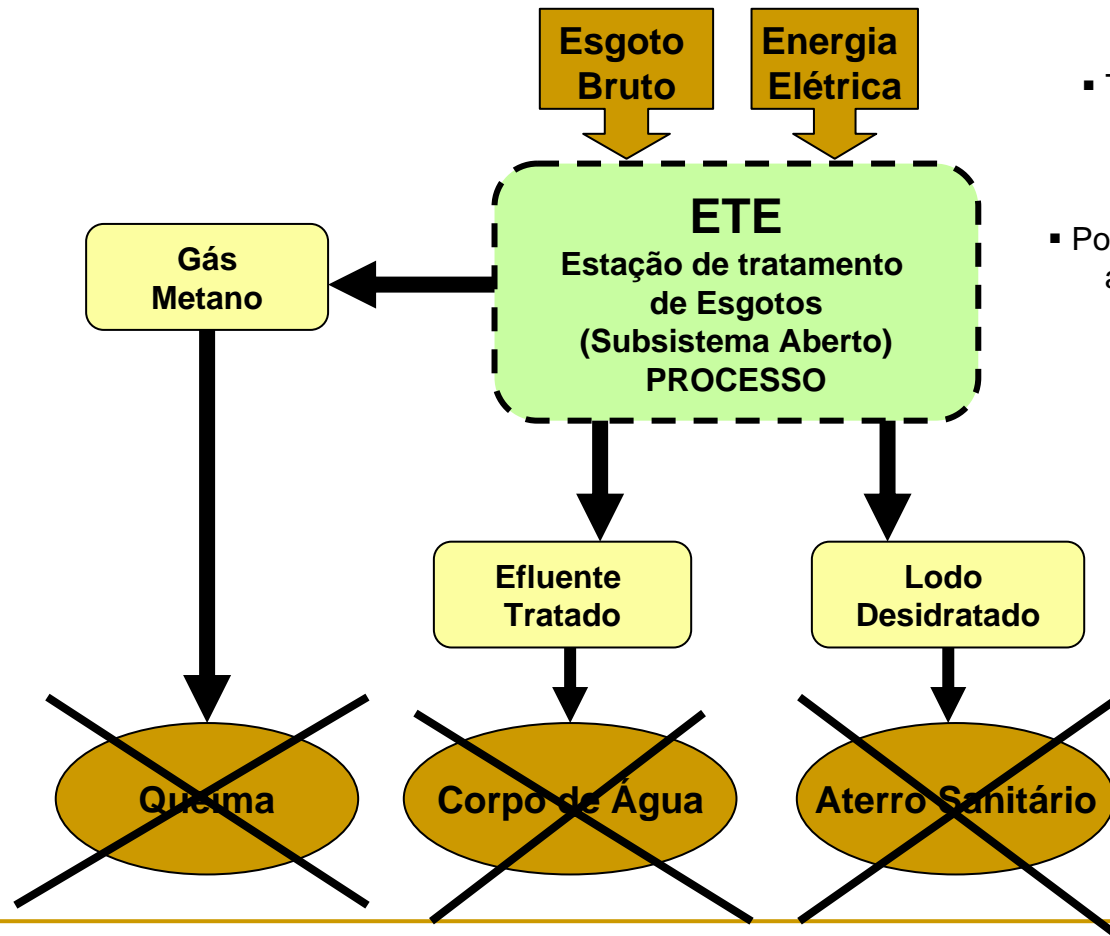 Esgoto
Bruto
Energia
Elétrica
ETE
Estação de tratamento
de Esgotos
(Subsistema Aberto)
PROCESSO
Gás
Metano
Efluente
Tratado
Lodo
Desidratado
Queima
Corpo de Água
Aterro Sanitário